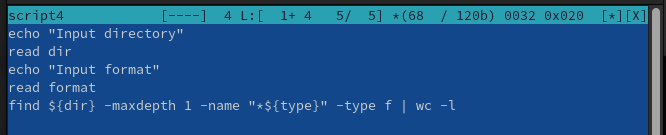 script4 [----] 4 L:[ 1+ 4 5/ 5] *(68 / 120b) 0032 0x020 [*][X]
echo "Input directory"
read dir
echo "Input format"
read format
find ${dir} -maxdepth 1 -name "*${type}" -type f | wc -l